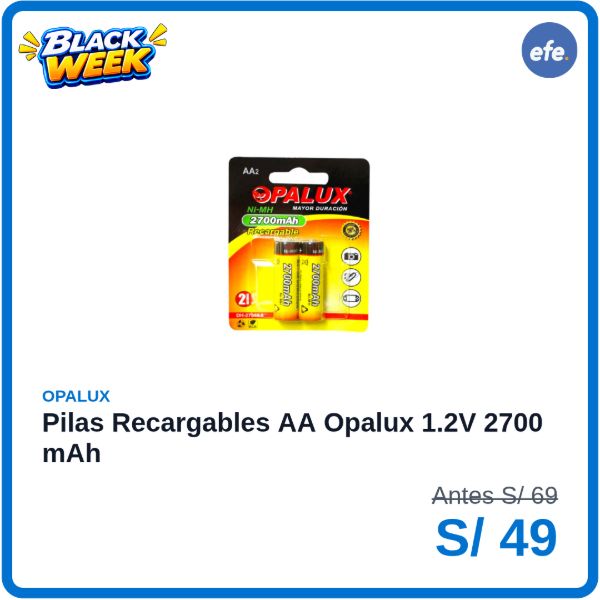 BLACK
WEEK
efe.
AA2
OPALUX
MAYOR DURACIÓN
NI-MH
2700mAh
Recargable
2700mAh
2700mAh
OPALUX
Pilas Recargables AA Opalux 1.2V 2700
mAh
Antes S/ 69
S/ 49